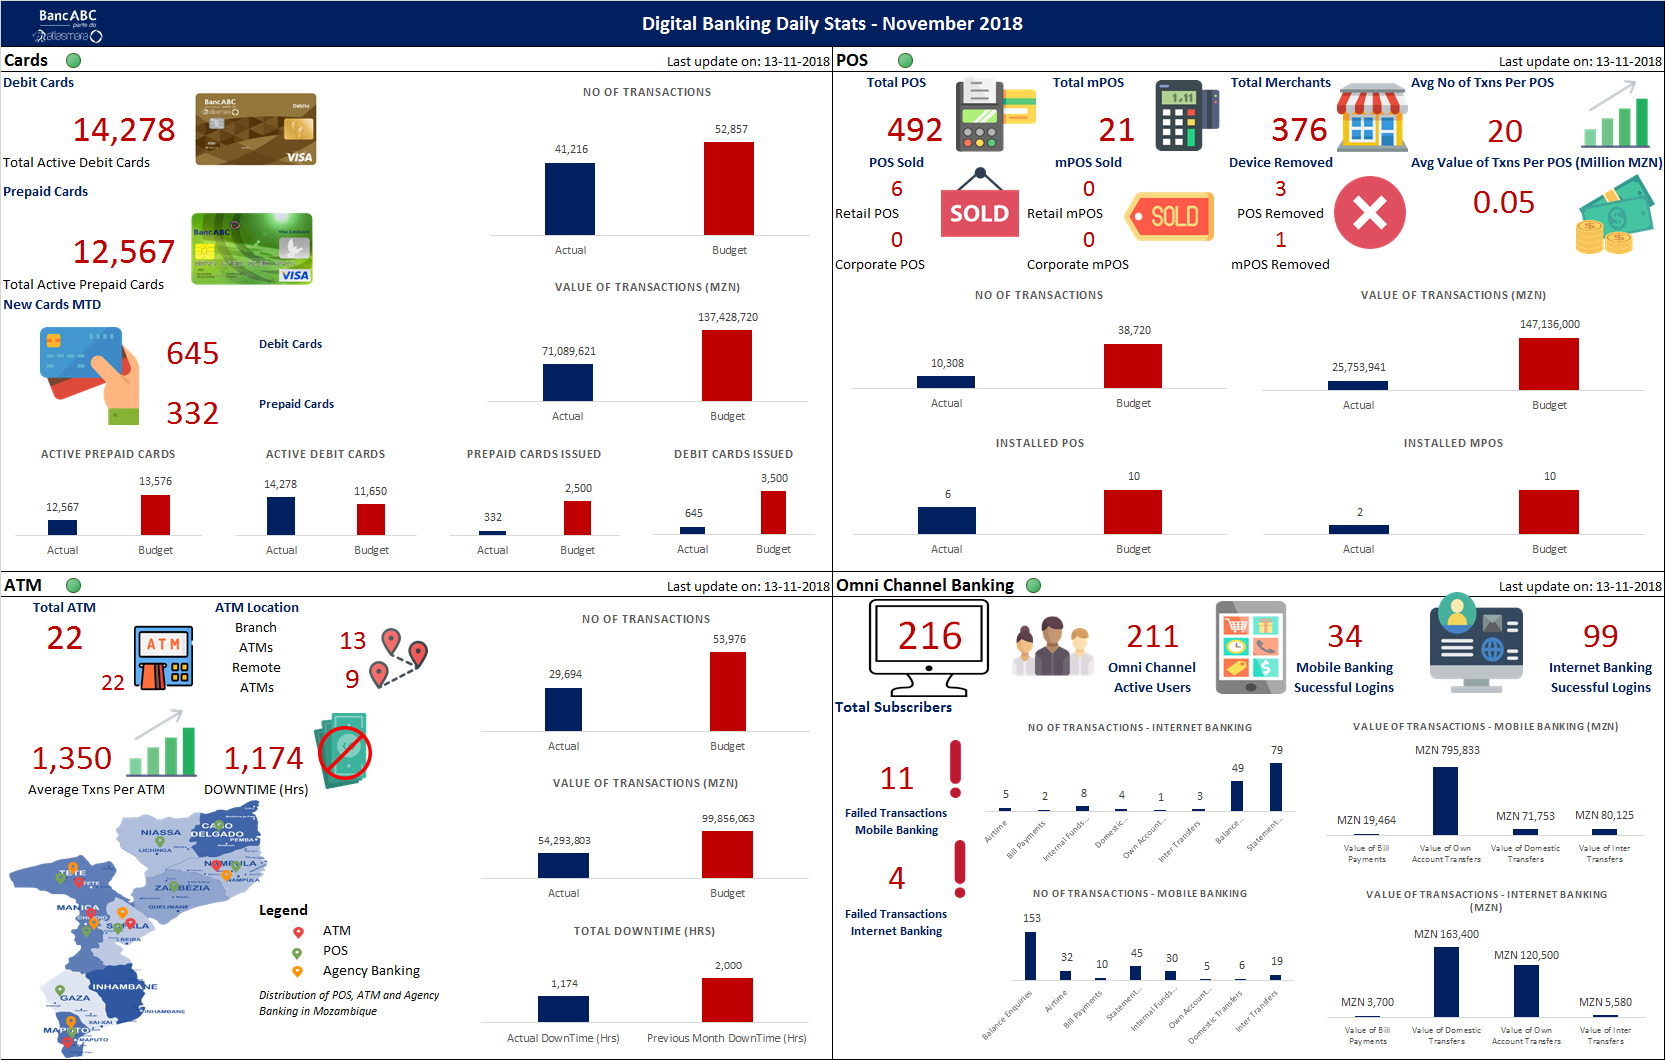 BancABC
parte do
atlasmara
Digital Banking Daily Stats - November 2018
Cards
Last update on: 13-11-2018
Debit Cards
14,278
Total Active Debit Cards
BancABC
Débito
VISA
Prepaid Cards
12,567
Total Active Prepaid Cards
BancABC
VISA
New Cards MTD
645
Debit Cards
332
Prepaid Cards
NO OF TRANSACTIONS
41,216
52,857
Actual
Budget
VALUE OF TRANSACTIONS (MZN)
71,089,621
137,428,720
Actual
Budget
ACTIVE PREPAID CARDS
12,567
13,576
Actual
Budget
ACTIVE DEBIT CARDS
14,278
11,650
Actual
Budget
PREPAID CARDS ISSUED
332
2,500
Actual
Budget
DEBIT CARDS ISSUED
645
3,500
Actual
Budget
POS
Last update on: 13-11-2018
Total POS
492
Total mPOS
21
1.11
Total Merchants
376
Avg No of Txns Per POS
20
POS Sold
6
Retail POS
0
Corporate POS
SOLD
mPOS Sold
0
Retail mPOS
0
Corporate mPOS
SOLD
Device Removed
3
POS Removed
1
mPOS Removed
Avg Value of Txns Per POS (Million MZN)
0.05
NO OF TRANSACTIONS
10,308
38,720
Actual
Budget
VALUE OF TRANSACTIONS (MZN)
25,753,941
147,136,000
Actual
Budget
INSTALLED POS
6
10
Actual
Budget
INSTALLED MPOS
2
10
Actual
Budget
ATM
Last update on: 13-11-2018
Total ATM
22
22
ATM
ATM Location
Branch
ATMs
13
Remote
ATMs
9
1,350
Average Txns Per ATM
1,174
DOWNTIME (Hrs)
NIASSA
LICHINGA
CABO
DELGADO
PEMBA
NAMPULA
NAMPULA
TETE
TETE
ZAMBÉZIA
QUELIMANE
MANICA
CHIMOIO
SOFALA
BEIRA
INHAMBANE
INHAMBANE
GAZA
XAI-XAI
MAPUTO
MAPUTO
Legend
ATM
POS
Agency Banking
Distribution of POS, ATM and Agency
Banking in Mozambique
NO OF TRANSACTIONS
29,694
53,976
Actual
Budget
VALUE OF TRANSACTIONS (MZN)
54,293,803
99,856,063
Actual
Budget
TOTAL DOWNTIME (HRS)
1,174
2,000
Actual DownTime (Hrs)
Previous Month DownTime (Hrs)
Omni Channel Banking
Last update on: 13-11-2018
216
Total Subscribers
211
Omni Channel
Active Users
34
Mobile Banking
Sucessful Logins
99
Internet Banking
Sucessful Logins
11
Failed Transactions
Mobile Banking
4
Failed Transactions
Internet Banking
NO OF TRANSACTIONS - INTERNET BANKING
5
2
8
4
1
3
49
79
Airtime
Bill Payments
Internal Funds...
Domestic...
Own Account...
Inter Transfers
Balance...
Statement...
VALUE OF TRANSACTIONS - MOBILE BANKING (MZN)
MZN 19,464
MZN 795,833
MZN 71,753
MZN 80,125
Value of Bill
Payments
Value of Own
Account Transfers
Value of Domestic
Transfers
Value of Inter
Transfers
NO OF TRANSACTIONS - MOBILE BANKING
153
32
10
45
30
5
6
19
Balance Enquiries
Airtime
Bill Payments
Statement...
Internal Funds...
Own Account...
Domestic Transfers
Inter Transfers
VALUE OF TRANSACTIONS - INTERNET BANKING
(MZN)
MZN 3,700
MZN 163,400
MZN 120,500
MZN 5,580
Value of Bill
Payments
Value of Domestic
Transfers
Value of Own
Account Transfers
Value of Inter
Transfers